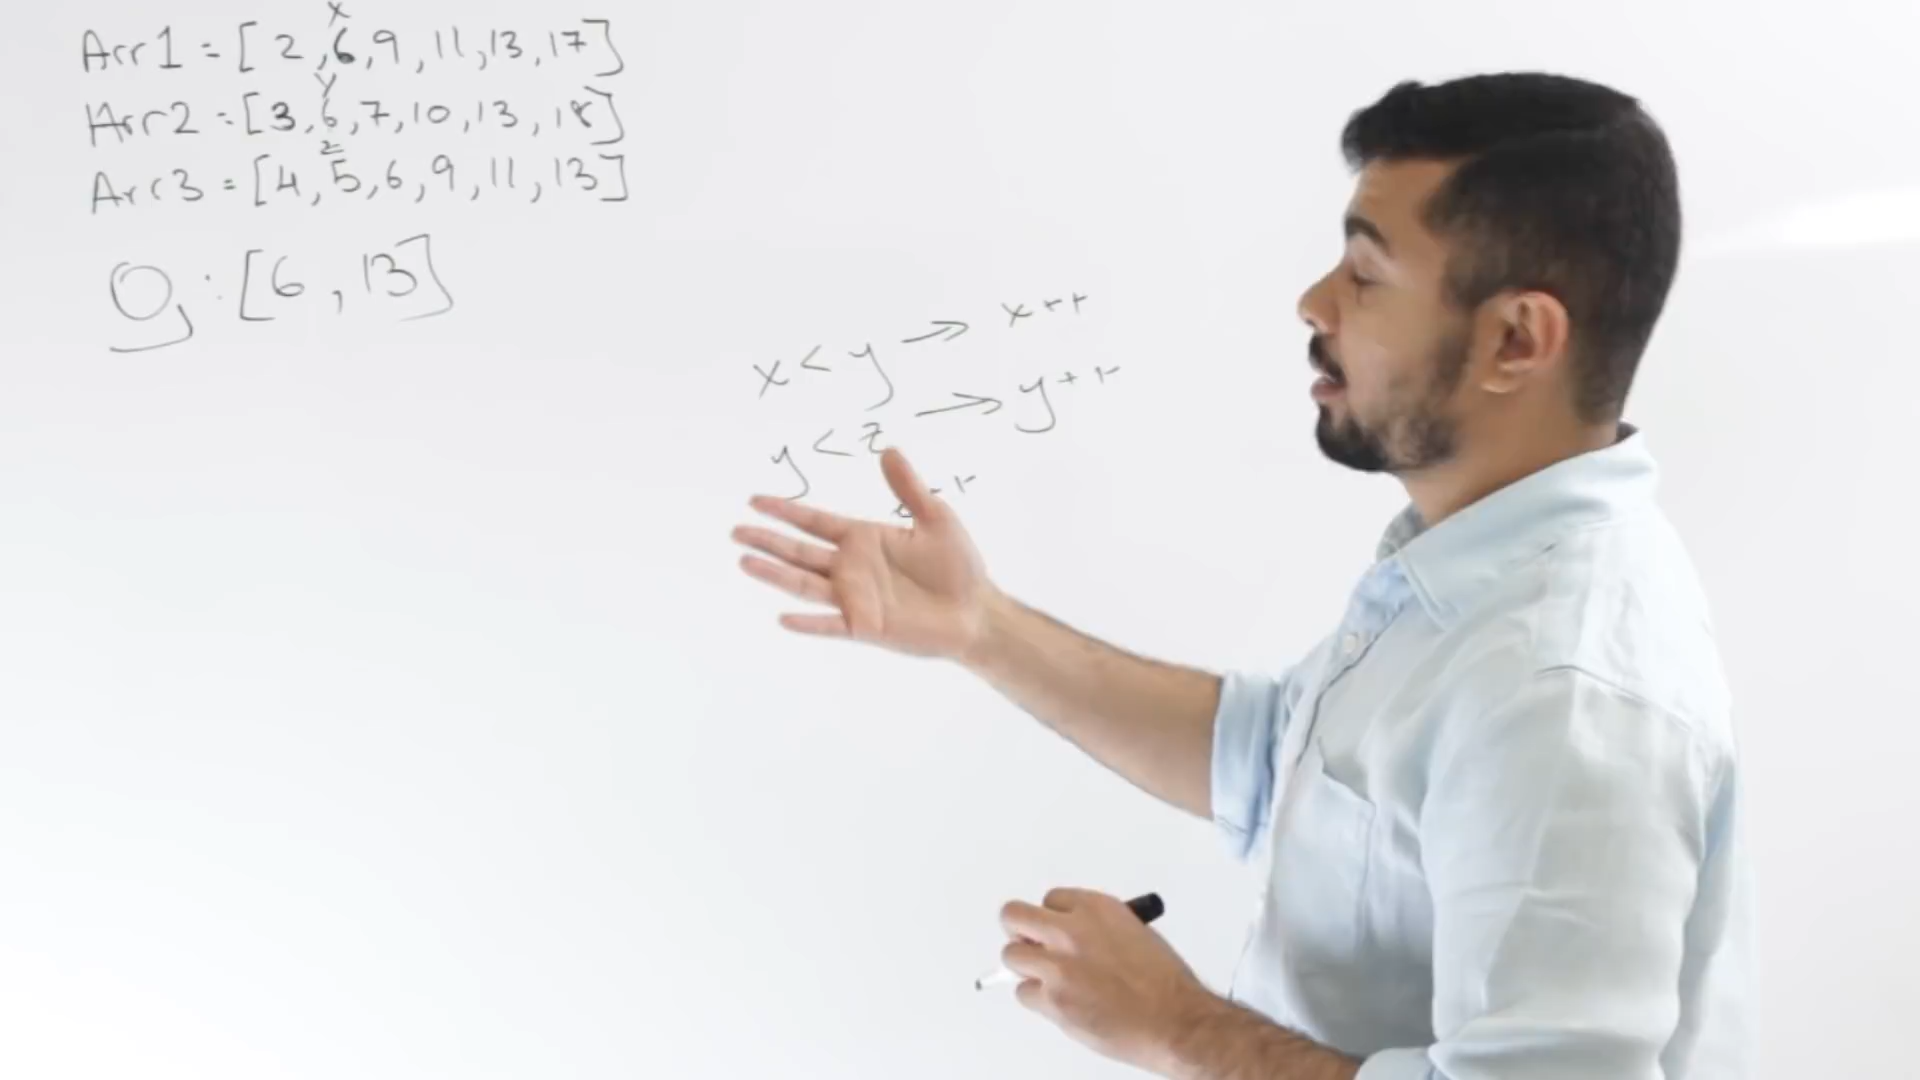 x
Arr1 = [2,6,9,11,13,17]
y
Arr2 = [3,6,7,10,13,18]
z
Arr3 = [4,5,6,9,11,13]
O : [6,13]
x < y → x++
y < z → y++